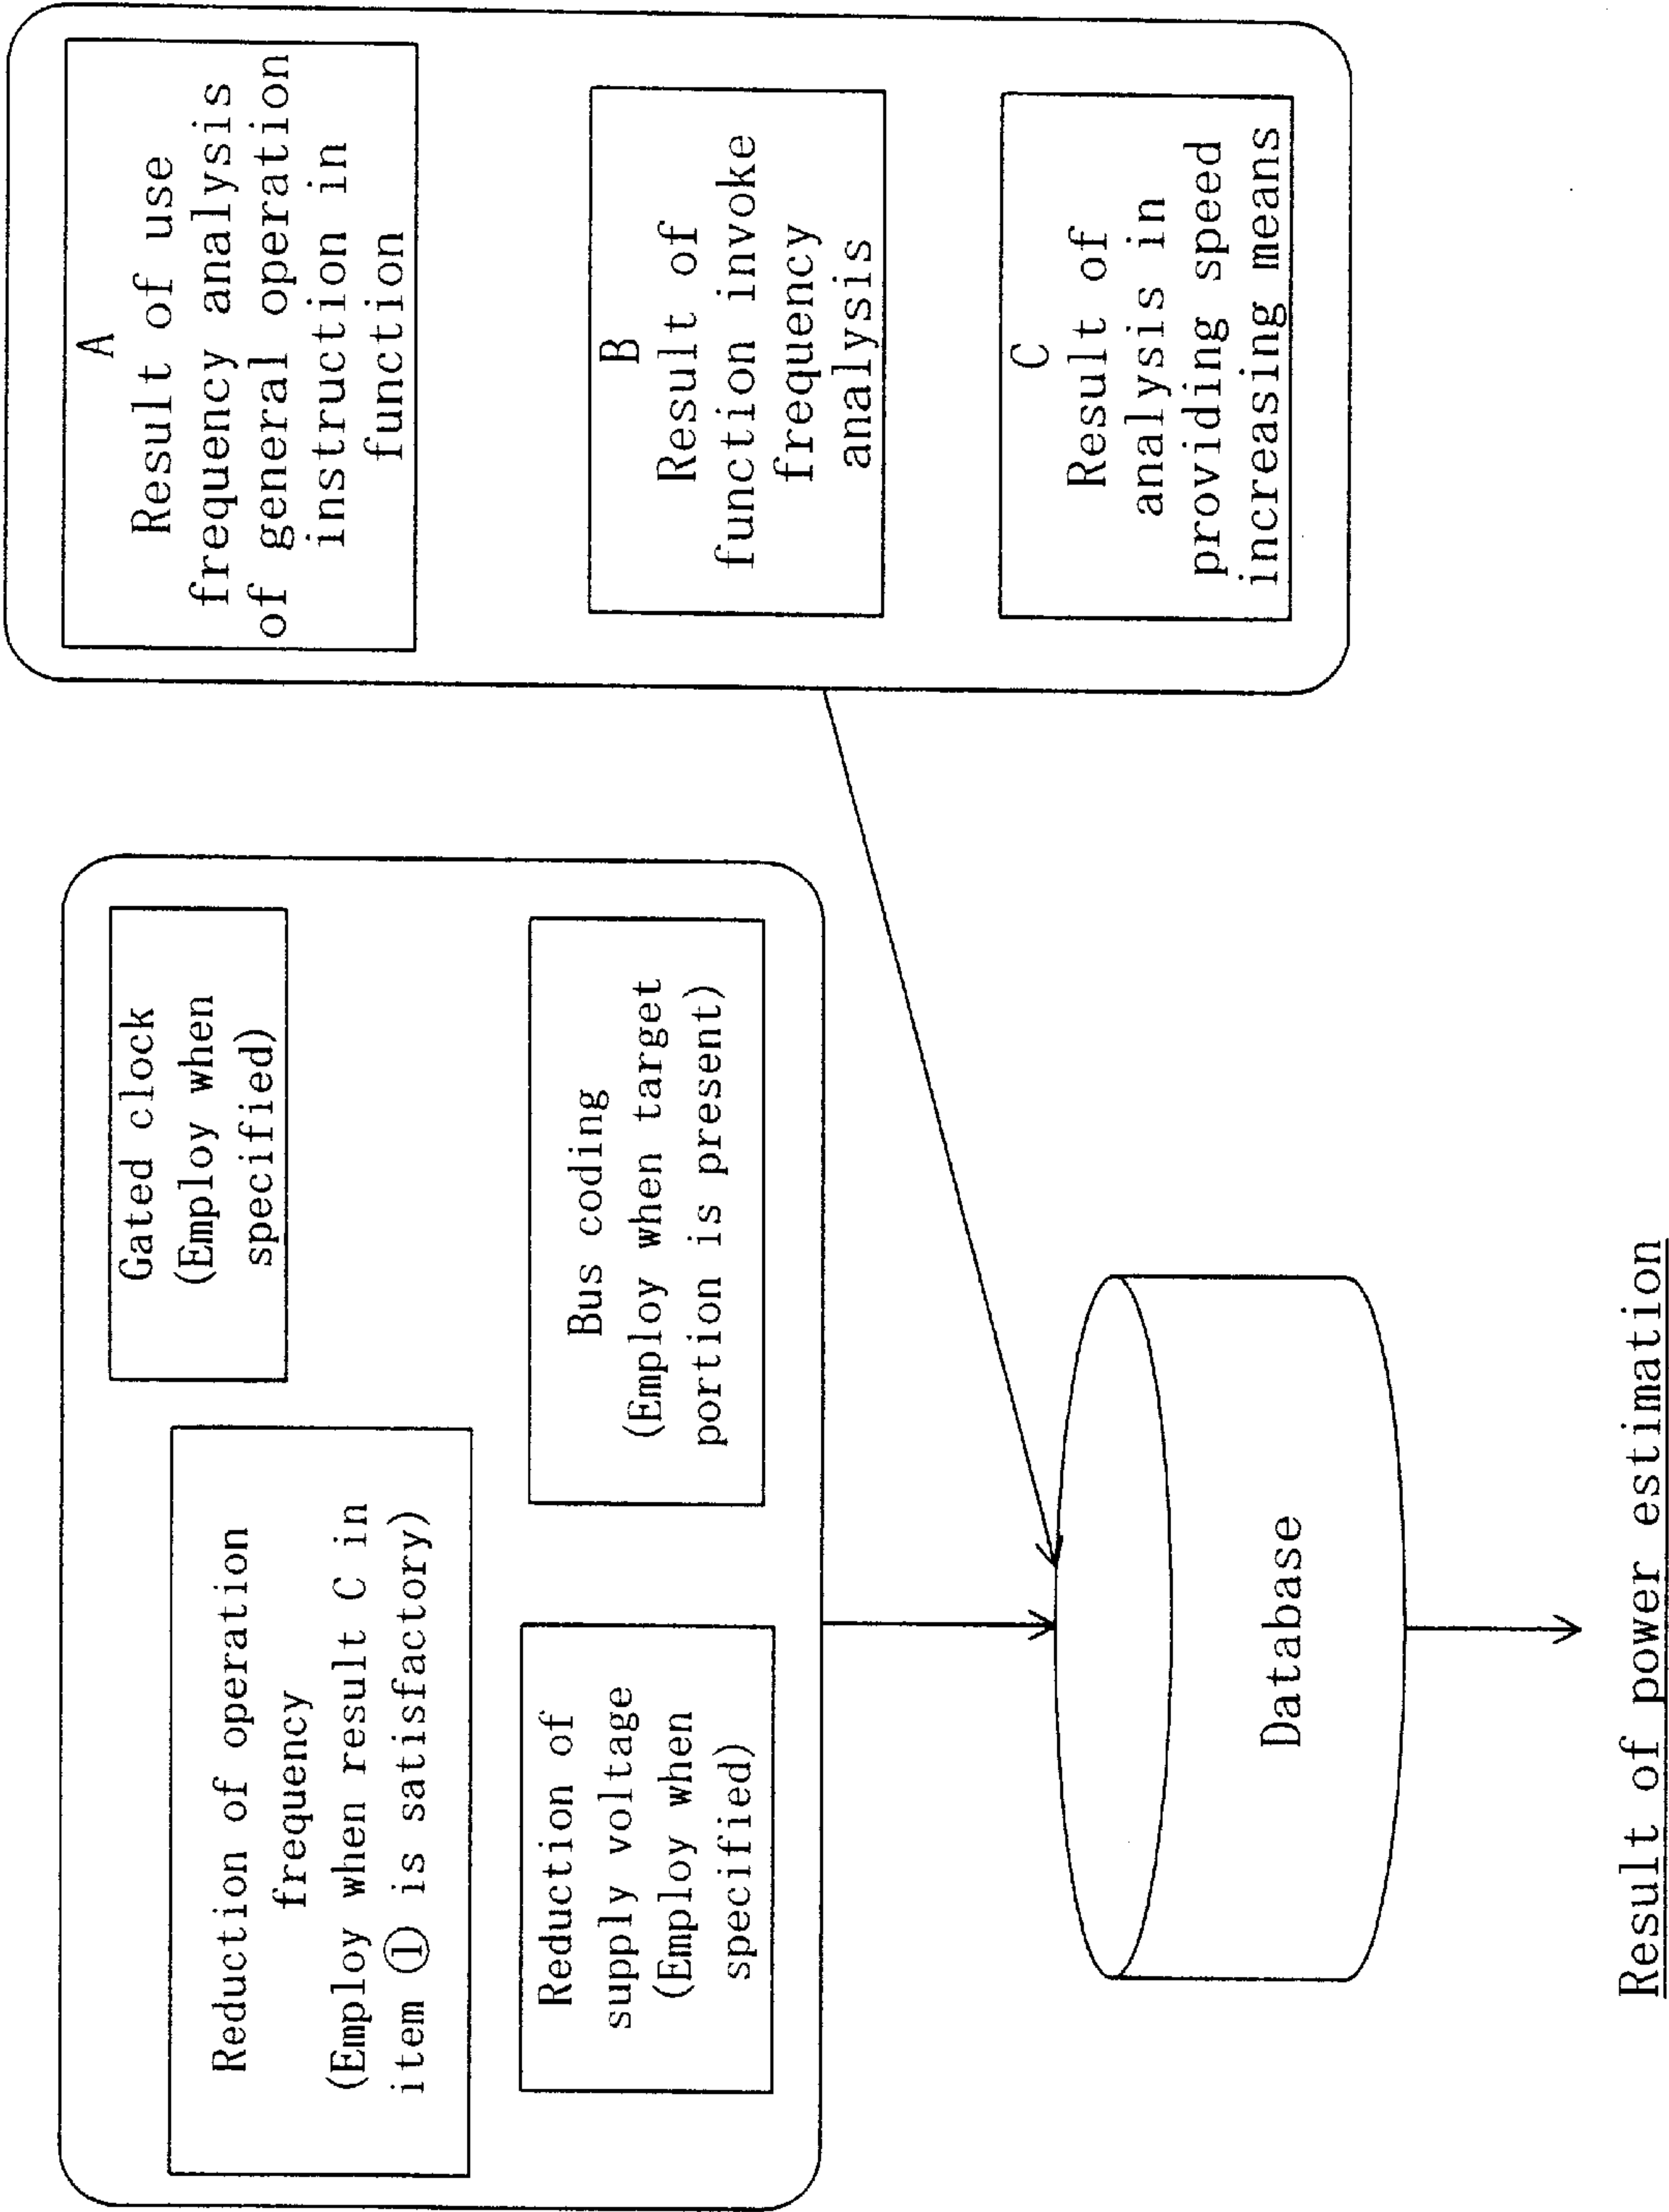 Reduction of operation
frequency
(Employ when result C in
item ① is satisfactory)
Gated clock
(Employ when
specified)
Reduction of
supply voltage
(Employ when
specified)
Bus coding
(Employ when target
portion is present)
A
Result of use
frequency analysis
of general operation
instruction in
function
B
Result of
function invoke
frequency
analysis
C
Result of
analysis in
providing speed
increasing means
Database
Result of power estimation